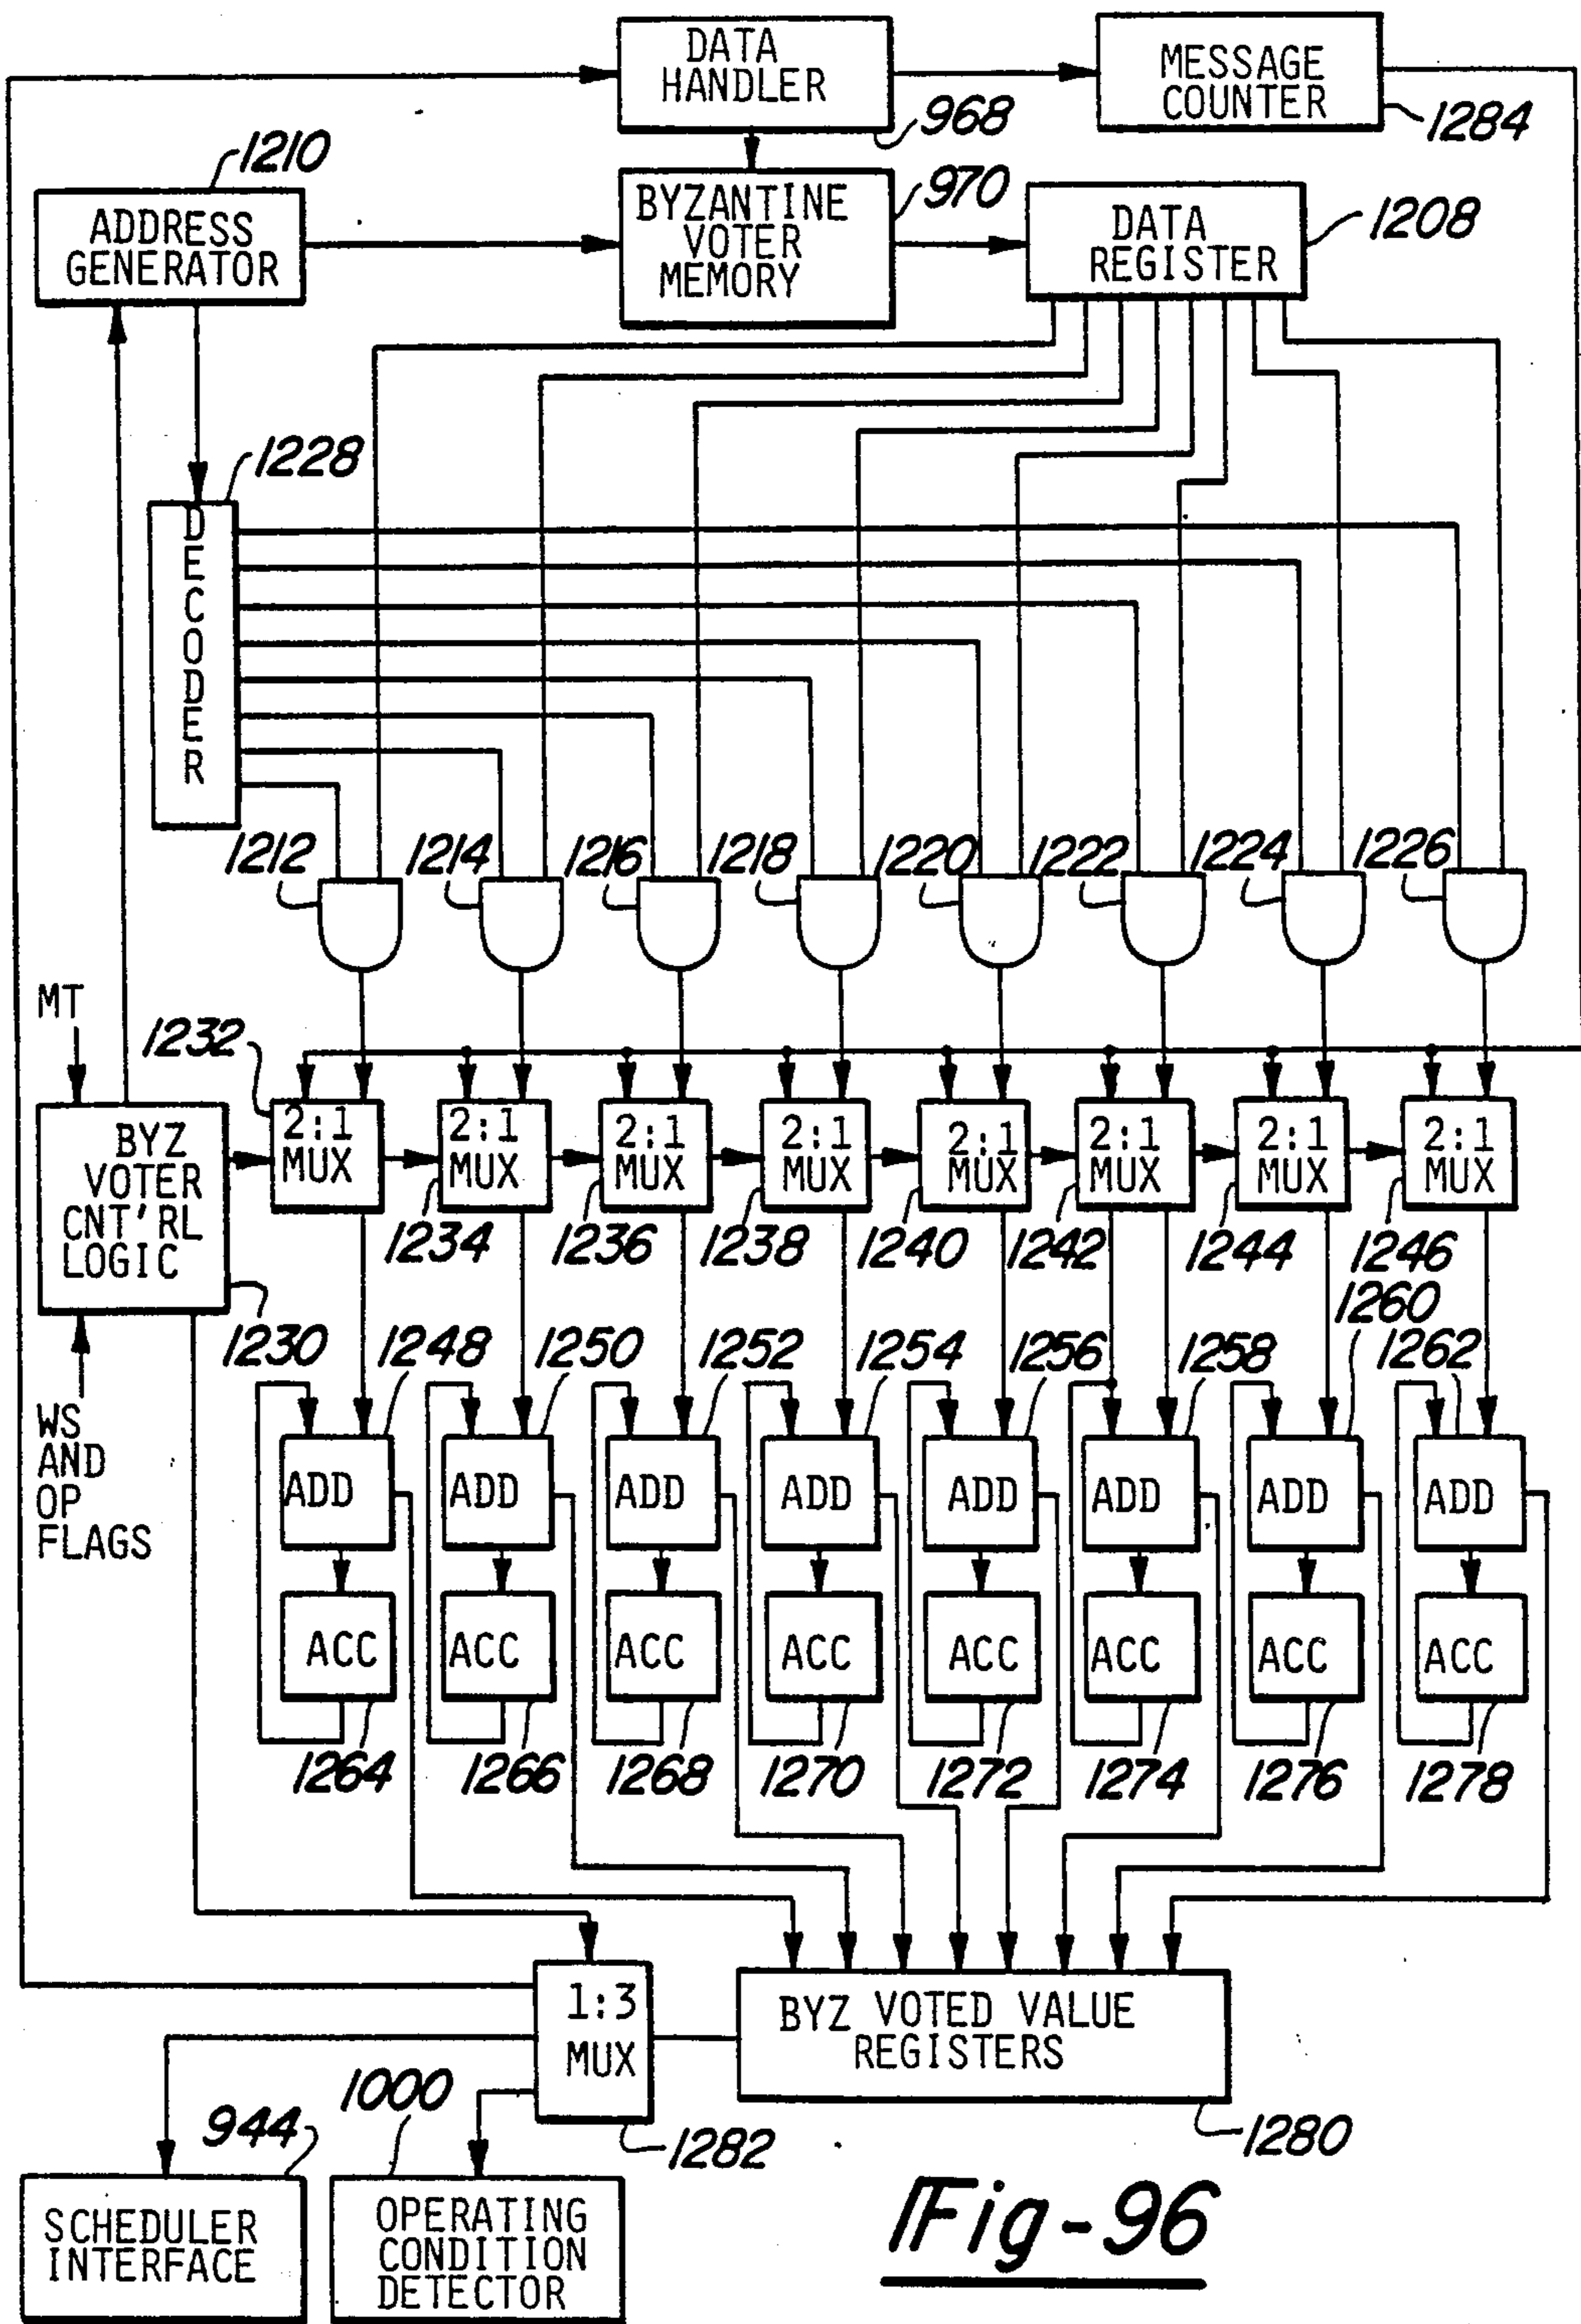 DATA
HANDLER
968
MESSAGE
COUNTER
1284
1210
ADDRESS
GENERATOR
BYZANTINE
VOTER
MEMORY
970
DATA
REGISTER
1208
1228
DECODER
1212
1214
1216
1218
1220
1222
1224
1226
MT
1232
BYZ
VOTER
CNT'RL
LOGIC
2:1
MUX
2:1
MUX
2:1
MUX
2:1
MUX
2:1
MUX
2:1
MUX
2:1
MUX
2:1
MUX
1234
1236
1238
1240
1242
1244
1246
1230
WS
AND
OP
FLAGS
1248
1250
1252
1254
1256
1258
1260
1262
ADD
ADD
ADD
ADD
ADD
ADD
ADD
ADD
ACC
ACC
ACC
ACC
ACC
ACC
ACC
ACC
1264
1266
1268
1270
1272
1274
1276
1278
1:3
MUX
1282
BYZ VOTED VALUE
REGISTERS
1280
944
1000
SCHEDULER
INTERFACE
OPERATING
CONDITION
DETECTOR
Fig-96